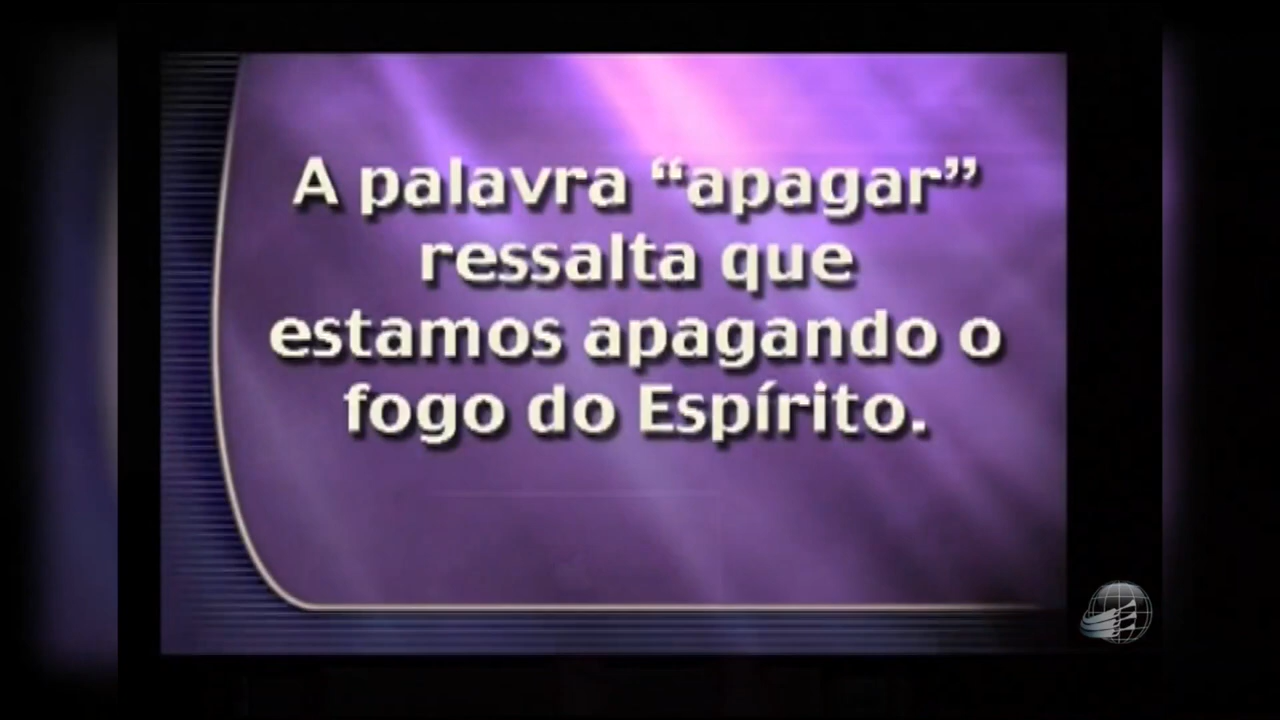 A palavra “apagar”
ressalta que
estamos apagando o
fogo do Espírito.